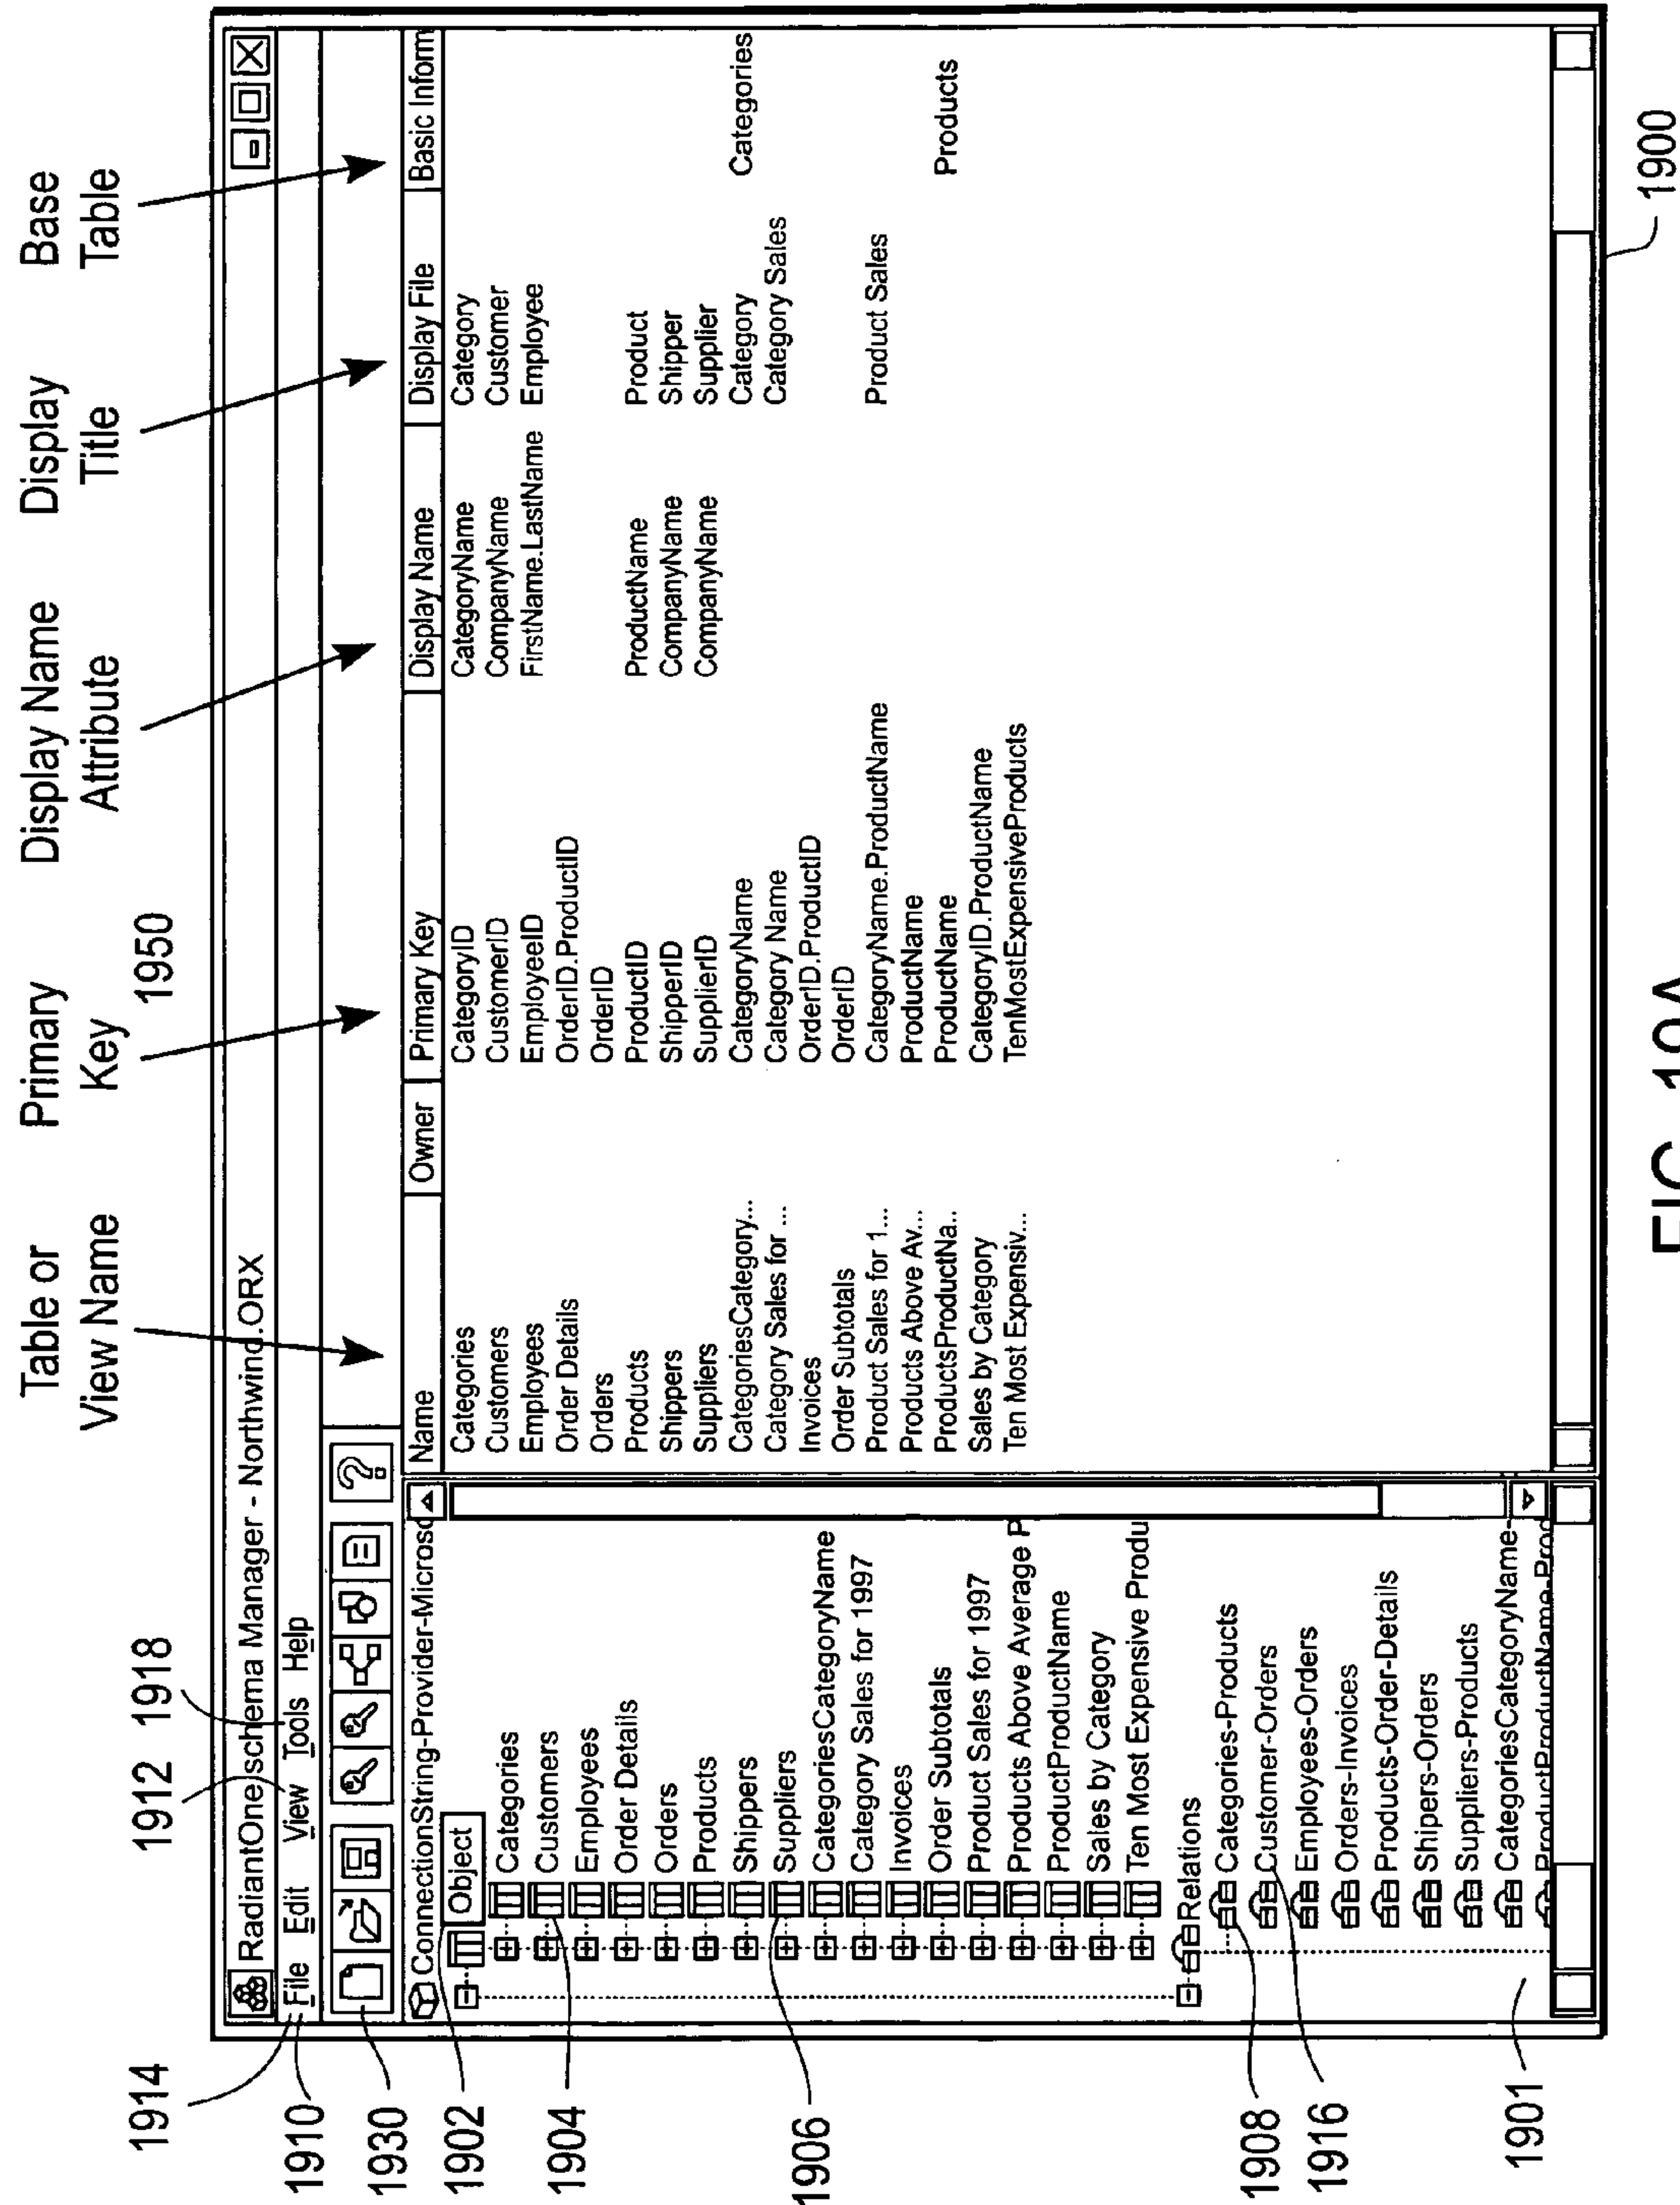 Table or View Name
Primary Key
1950
Display Name Attribute
Display Title
Base Table
1912
1918
1914
1910
1930
1902
1904
1906
1908
1916
1901
1900
RadiantOne|schema Manager - Northwind.ORX
File Edit View Tools Help
ConnectionString-Provider-Microso
Object
Categories
Customers
Employees
Order Details
Orders
Products
Shippers
Suppliers
CategoriesCategoryName
Category Sales for 1997
Invoices
Order Subtotals
Product Sales for 1997
Products Above Average P
ProductProductName
Sales by Category
Ten Most Expensive Produ
Relations
Categories-Products
Customer-Orders
Employees-Orders
Orders-Invoices
Products-Order-Details
Shipers-Orders
Suppliers-Products
CategoriesCategoryName-
ProductProductName-Prod
Name Owner Primary Key Display Name Display File Basic Inform
Categories CategoryID CategoryName Category
Customers CustomerID CompanyName Customer
Employees EmployeeID FirstName.LastName Employee
Order Details OrderID.ProductID
Orders OrderID
Products ProductID ProductName Product
Shippers ShipperID CompanyName Shipper
Suppliers SupplierID CompanyName Supplier
CategoriesCategory... CategoryName Category Categories
Category Sales for ... Category Name Category Sales
Invoices OrderID.ProductID
Order Subtotals OrderID
Product Sales for 1... CategoryName.ProductName Product Sales
Products Above Av... ProductName
ProductsProductNa.. ProductName Products
Sales by Category CategoryID.ProductName
Ten Most Expensiv... TenMostExpensiveProducts
FIG. 19A